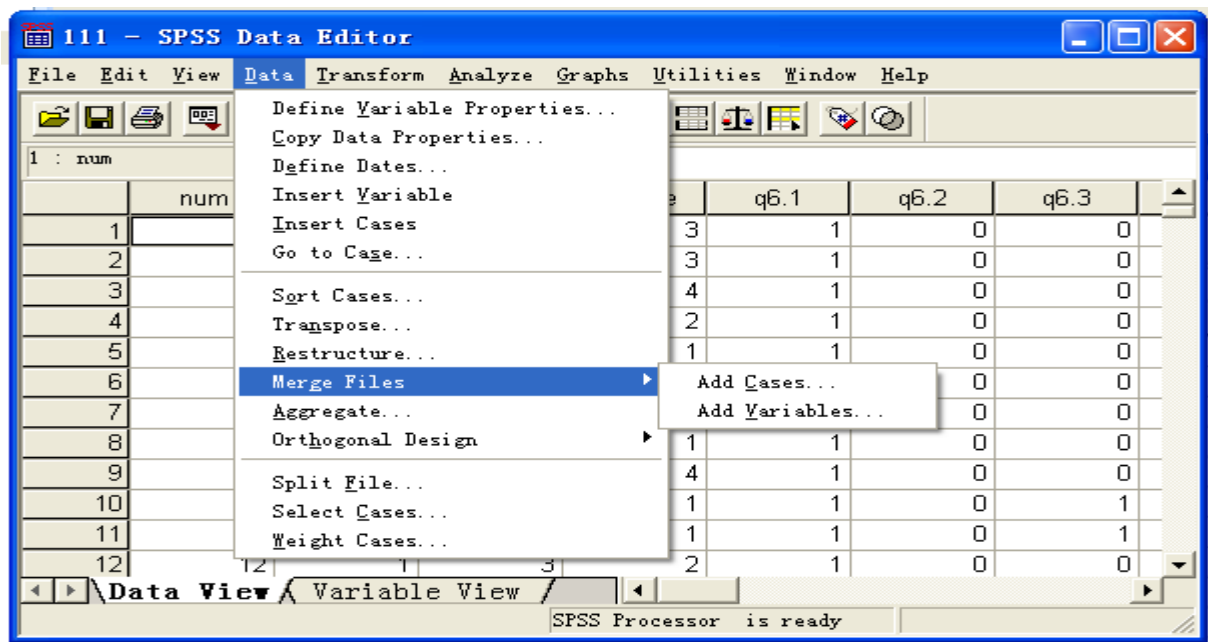 111 - SPSS Data Editor
File Edit View Data Transform Analyze Graphs Utilities Window Help
1 : num
Define Variable Properties...
Copy Data Properties...
Define Dates...
Insert Variable
Insert Cases
Go to Case...
Sort Cases...
Transpose...
Restructure...
Merge Files
Aggregate...
Orthogonal Design
Split File...
Select Cases...
Weight Cases...
Add Cases...
Add Variables...
num q6.1 q6.2 q6.3
1 3 1 0 0
2 3 1 0 0
3 4 1 0 0
4 2 1 0 0
5 1 1 0 0
6 0 0
7 0 0
8 1 1 0 0
9 4 1 0 0
10 1 1 0 1
11 1 1 0 1
12 12 1 3 2 1 0 0
Data View Variable View
SPSS Processor is ready